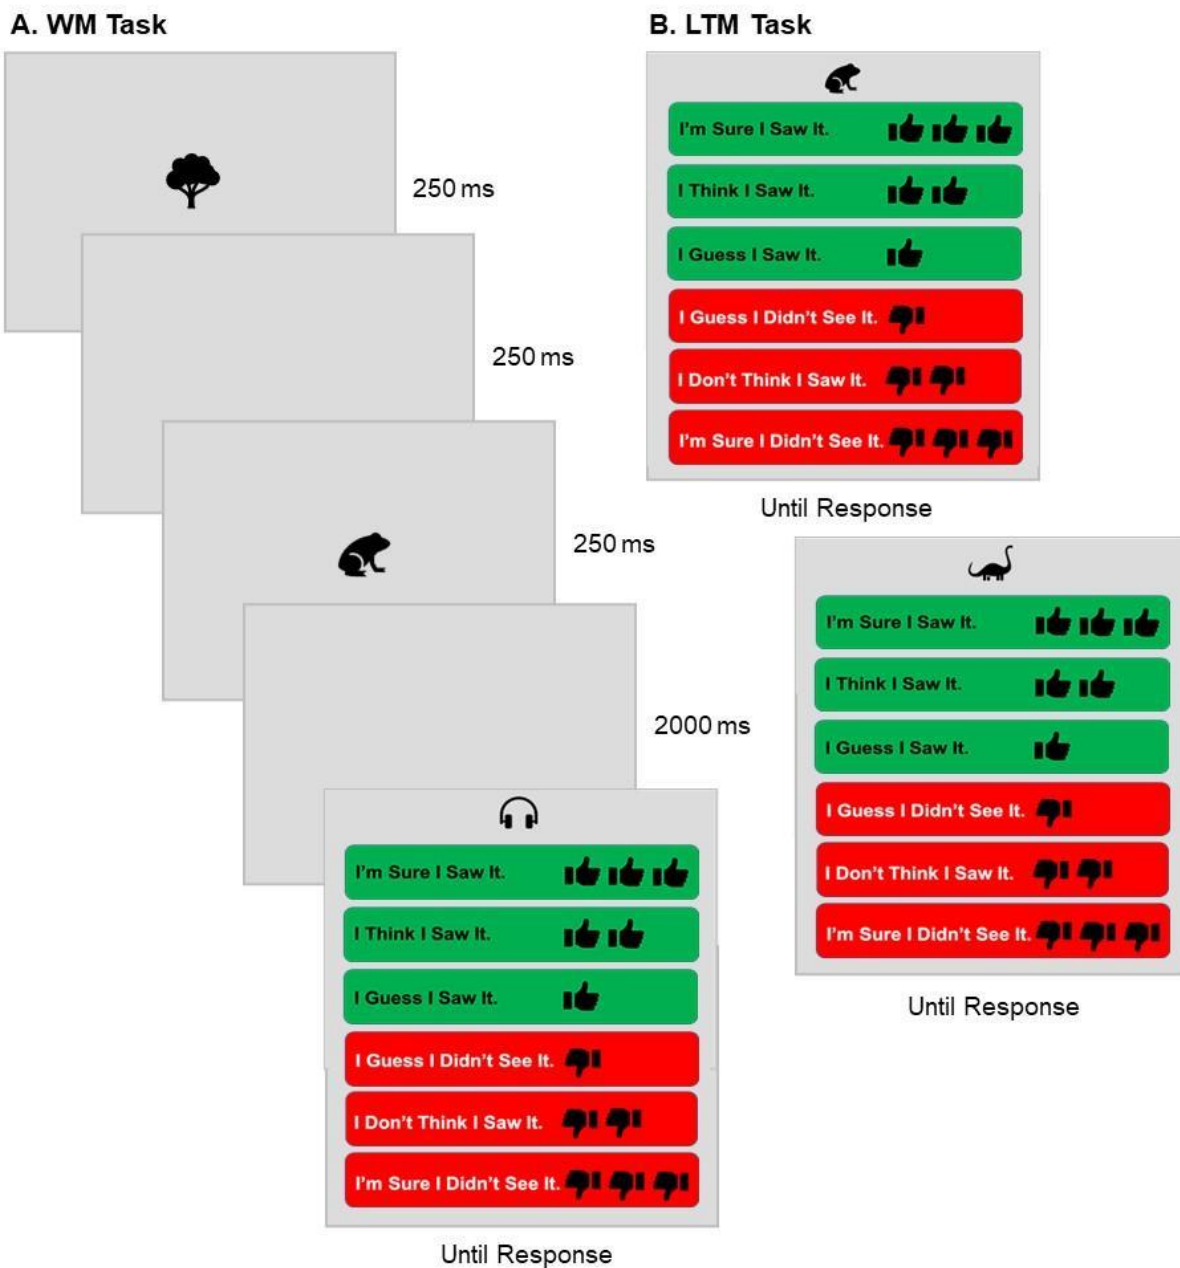 A. WM Task
250 ms
250 ms
250 ms
2000 ms
I'm Sure I Saw It.
I Think I Saw It.
I Guess I Saw It.
I Guess I Didn't See It.
I Don't Think I Saw It.
I'm Sure I Didn't See It.
Until Response
B. LTM Task
I'm Sure I Saw It.
I Think I Saw It.
I Guess I Saw It.
I Guess I Didn't See It.
I Don't Think I Saw It.
I'm Sure I Didn't See It.
Until Response
I'm Sure I Saw It.
I Think I Saw It.
I Guess I Saw It.
I Guess I Didn't See It.
I Don't Think I Saw It.
I'm Sure I Didn't See It.
Until Response